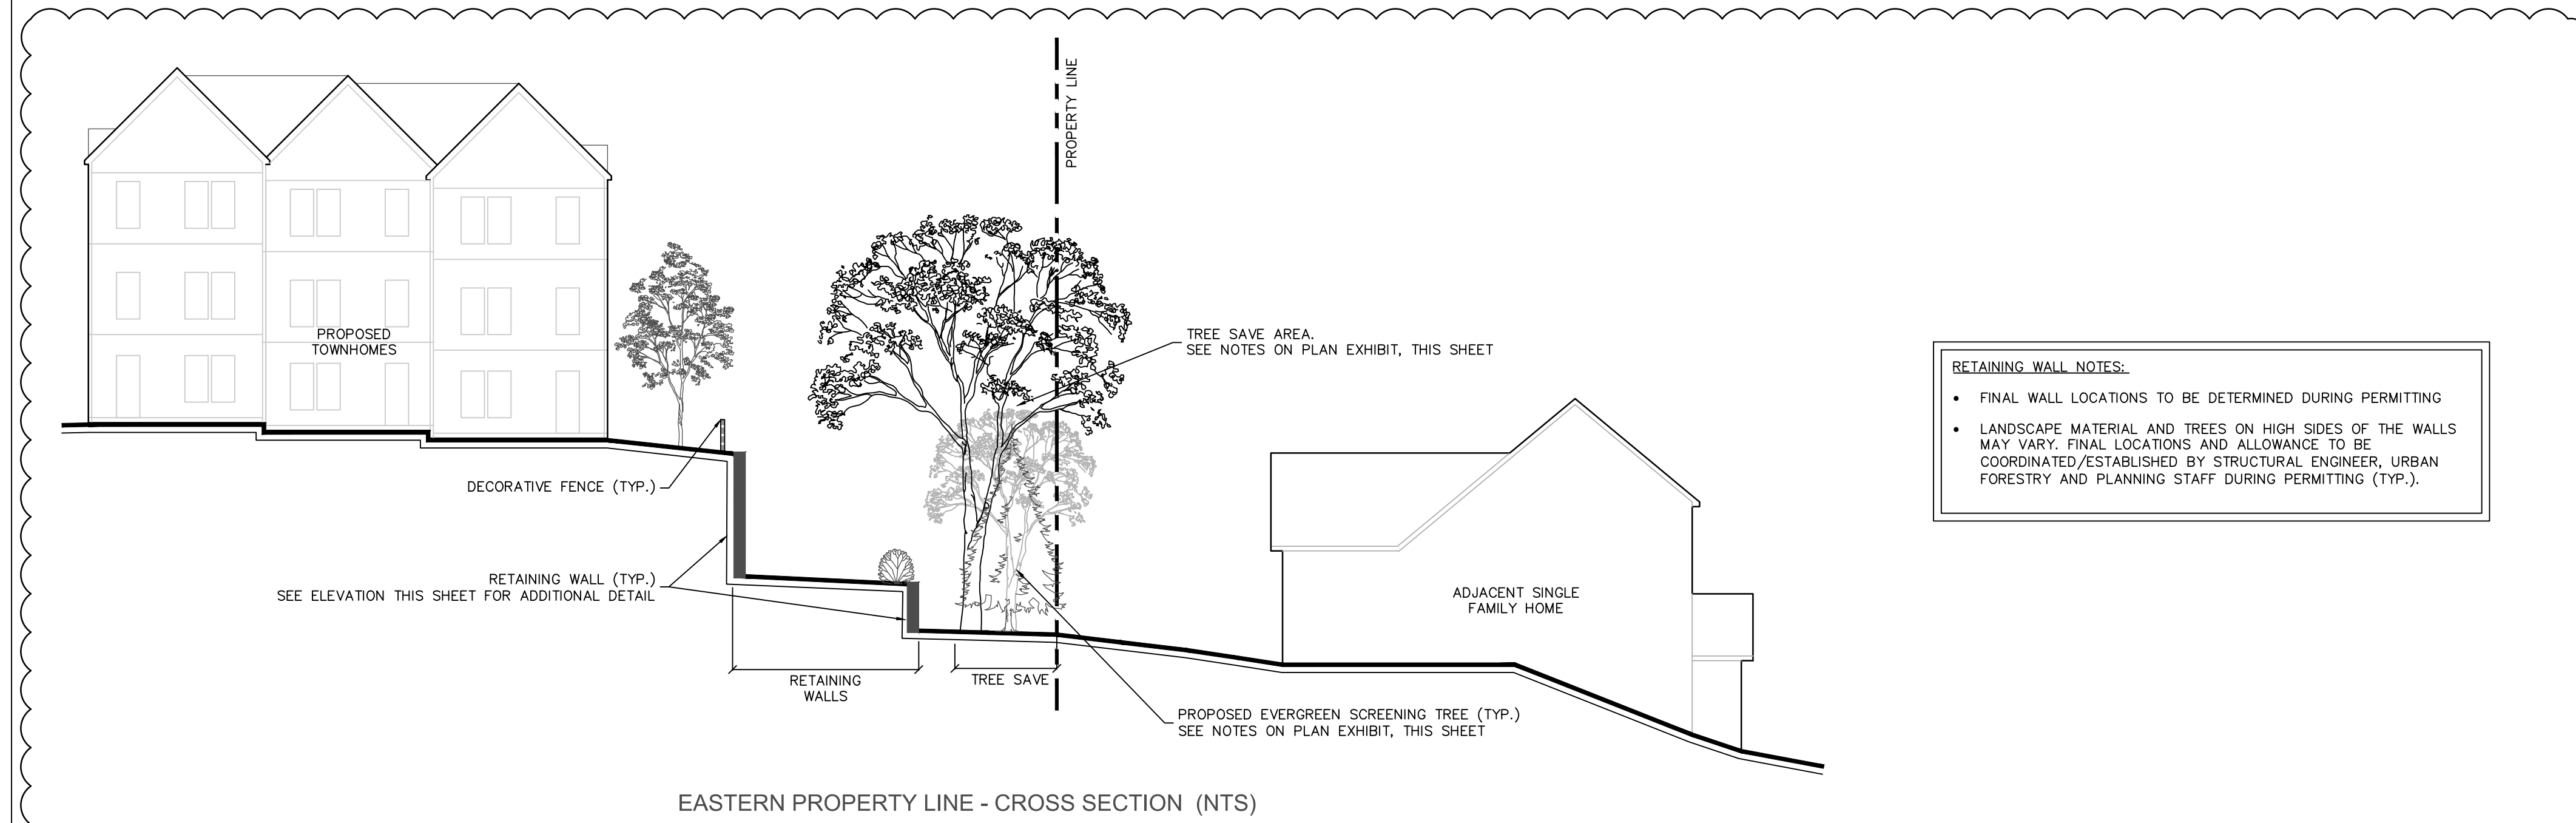 PROPERTY LINE
PROPOSED
TOWNHOMES
TREE SAVE AREA.
SEE NOTES ON PLAN EXHIBIT, THIS SHEET
RETAINING WALL NOTES:
• FINAL WALL LOCATIONS TO BE DETERMINED DURING PERMITTING
• LANDSCAPE MATERIAL AND TREES ON HIGH SIDES OF THE WALLS
MAY VARY. FINAL LOCATIONS AND ALLOWANCE TO BE
COORDINATED/ESTABLISHED BY STRUCTURAL ENGINEER, URBAN
FORESTRY AND PLANNING STAFF DURING PERMITTING (TYP.).
DECORATIVE FENCE (TYP.)
RETAINING WALL (TYP.)
SEE ELEVATION THIS SHEET FOR ADDITIONAL DETAIL
ADJACENT SINGLE
FAMILY HOME
RETAINING
WALLS
TREE SAVE
PROPOSED EVERGREEN SCREENING TREE (TYP.)
SEE NOTES ON PLAN EXHIBIT, THIS SHEET
EASTERN PROPERTY LINE - CROSS SECTION (NTS)